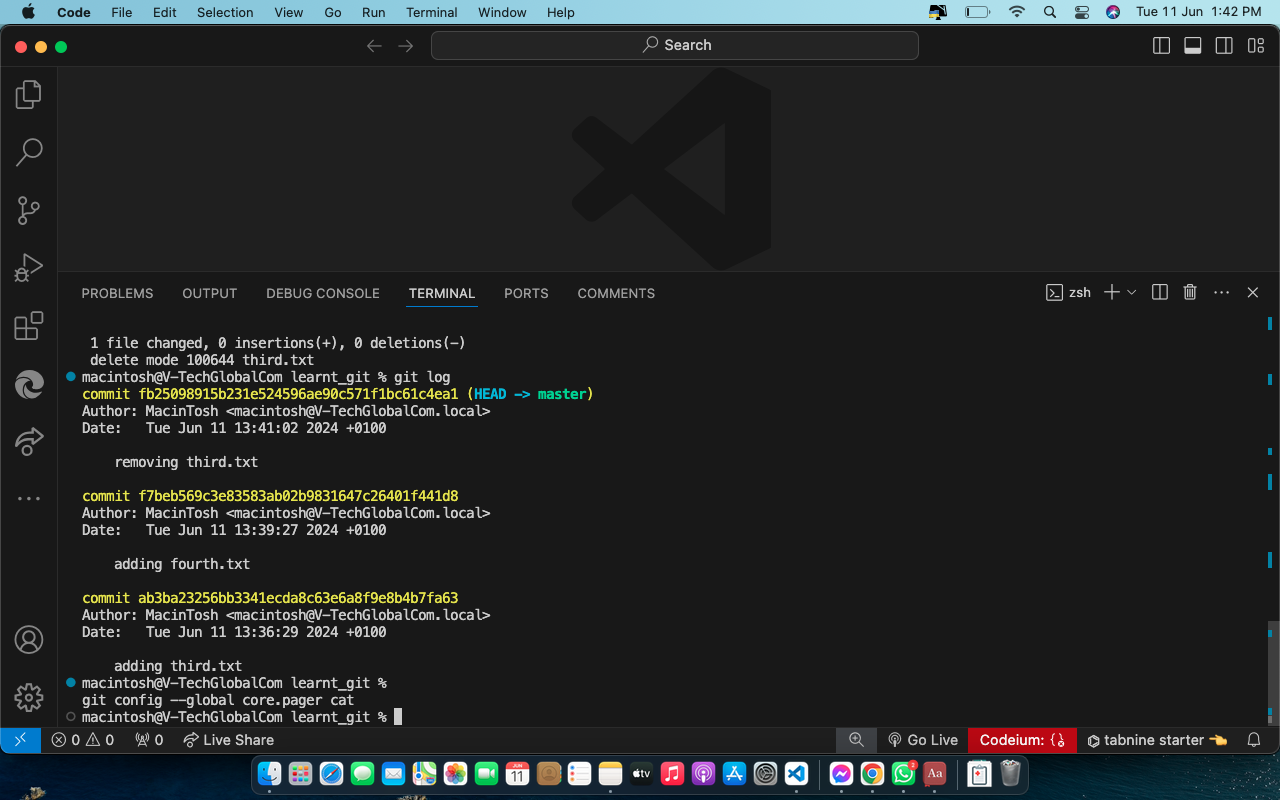 Code File Edit Selection View Go Run Terminal Window Help Tue 11 Jun 1:42 PM
Search
PROBLEMS OUTPUT DEBUG CONSOLE TERMINAL PORTS COMMENTS zsh
1 file changed, 0 insertions(+), 0 deletions(-)
delete mode 100644 third.txt
macintosh@V-TechGlobalCom learnt_git % git log
commit fb25098915b231e524596ae90c571f1bc61c4ea1 (HEAD -> master)
Author: MacinTosh <macintosh@V-TechGlobalCom.local>
Date:   Tue Jun 11 13:41:02 2024 +0100
removing third.txt
commit f7beb569c3e83583ab02b9831647c26401f441d8
Author: MacinTosh <macintosh@V-TechGlobalCom.local>
Date:   Tue Jun 11 13:39:27 2024 +0100
adding fourth.txt
commit ab3ba23256bb3341ecda8c63e6a8f9e8b4b7fa63
Author: MacinTosh <macintosh@V-TechGlobalCom.local>
Date:   Tue Jun 11 13:36:29 2024 +0100
adding third.txt
macintosh@V-TechGlobalCom learnt_git %
git config --global core.pager cat
macintosh@V-TechGlobalCom learnt_git %
0 0 0 Live Share Go Live Codeium: {} tabnine starter
JUN
11 tv 3 Aa